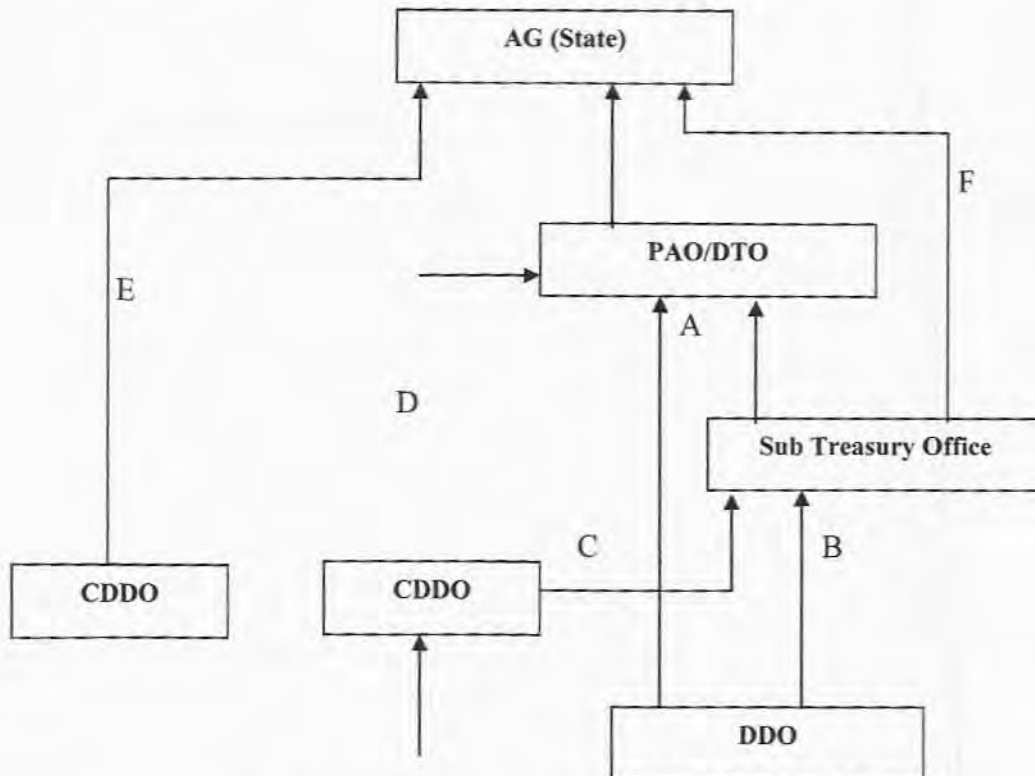 AG (State)
F
PAO/DTO
E
A
D
Sub Treasury Office
C
B
CDDO
CDDO
DDO